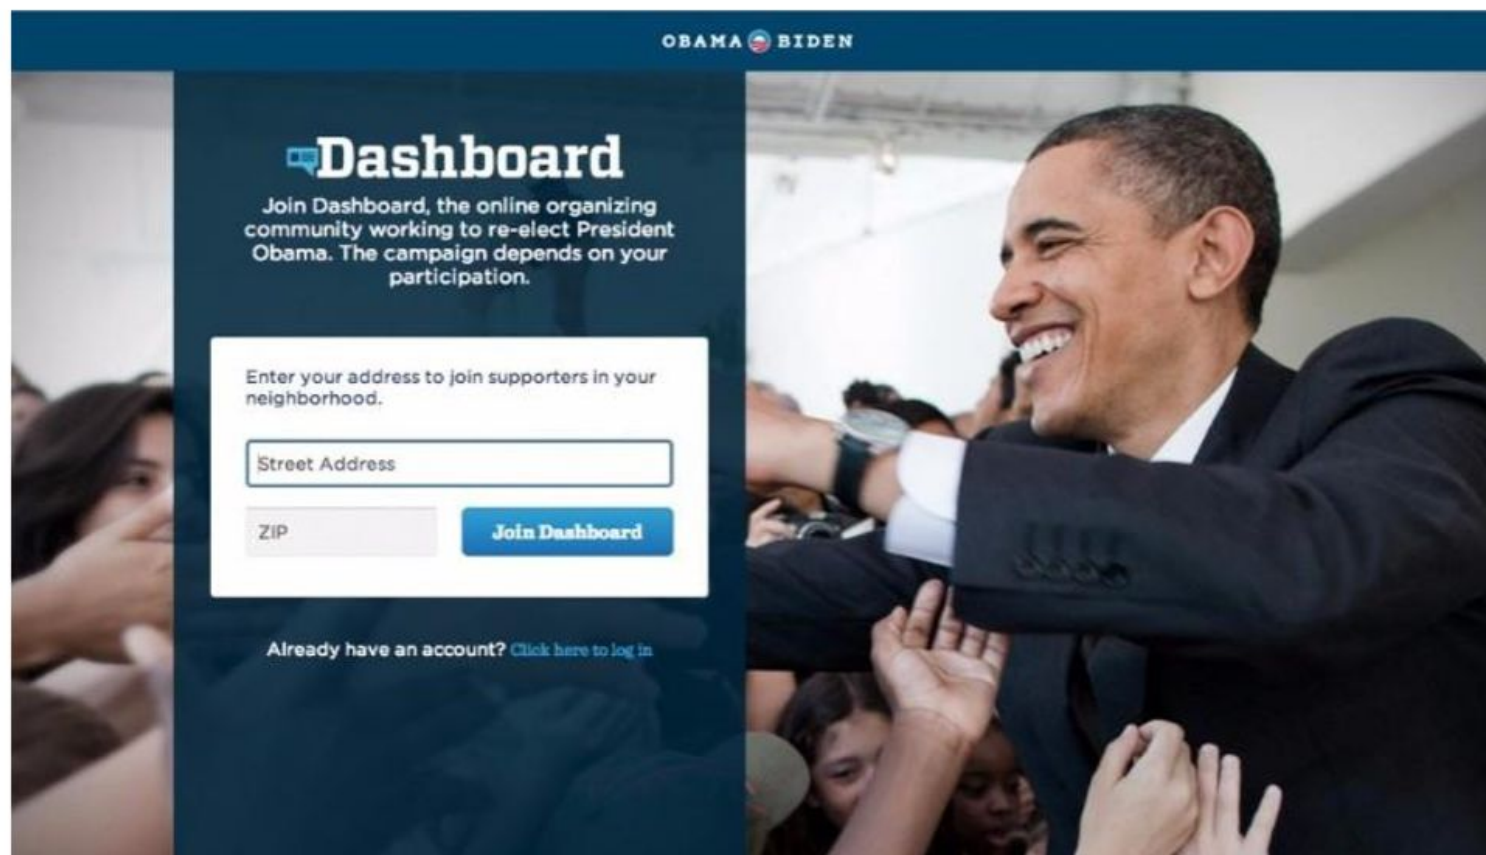 OBAMA BIDEN
Dashboard
Join Dashboard, the online organizing
community working to re-elect President
Obama. The campaign depends on your
participation.
Enter your address to join supporters in your
neighborhood.
Street Address
ZIP
Join Dashboard
Already have an account? Click here to log in